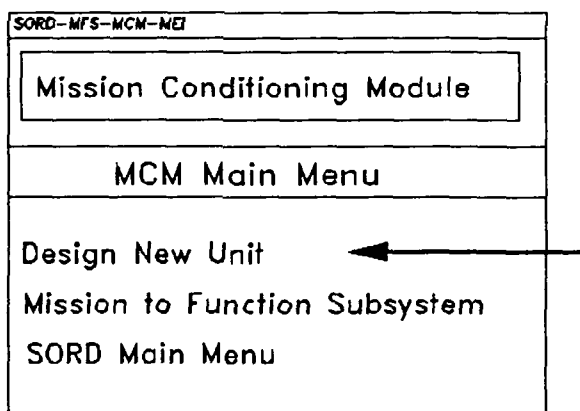 SORD-MFS-MCM-MEI
Mission Conditioning Module
MCM Main Menu
Design New Unit
Mission to Function Subsystem
SORD Main Menu